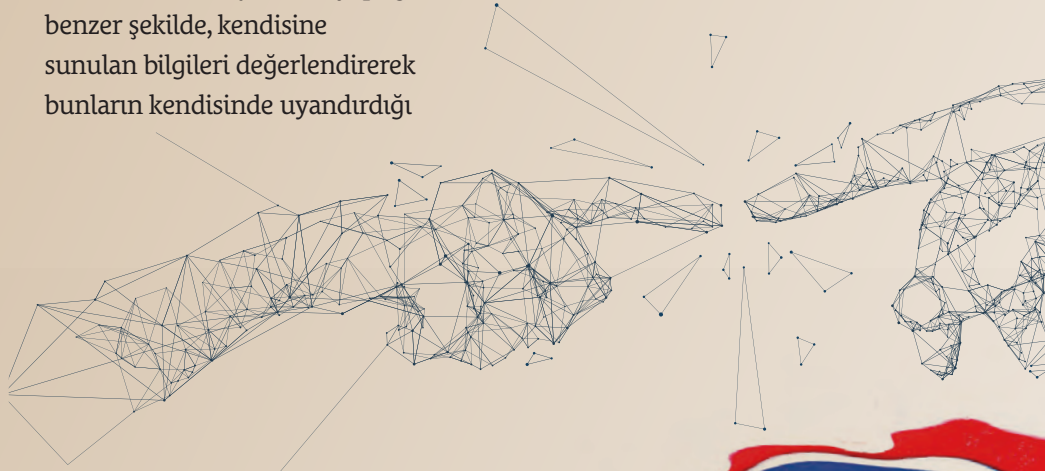 benzer şekilde, kendisine
sunulan bilgileri değerlendirerek
bunların kendisinde uyandırdığı